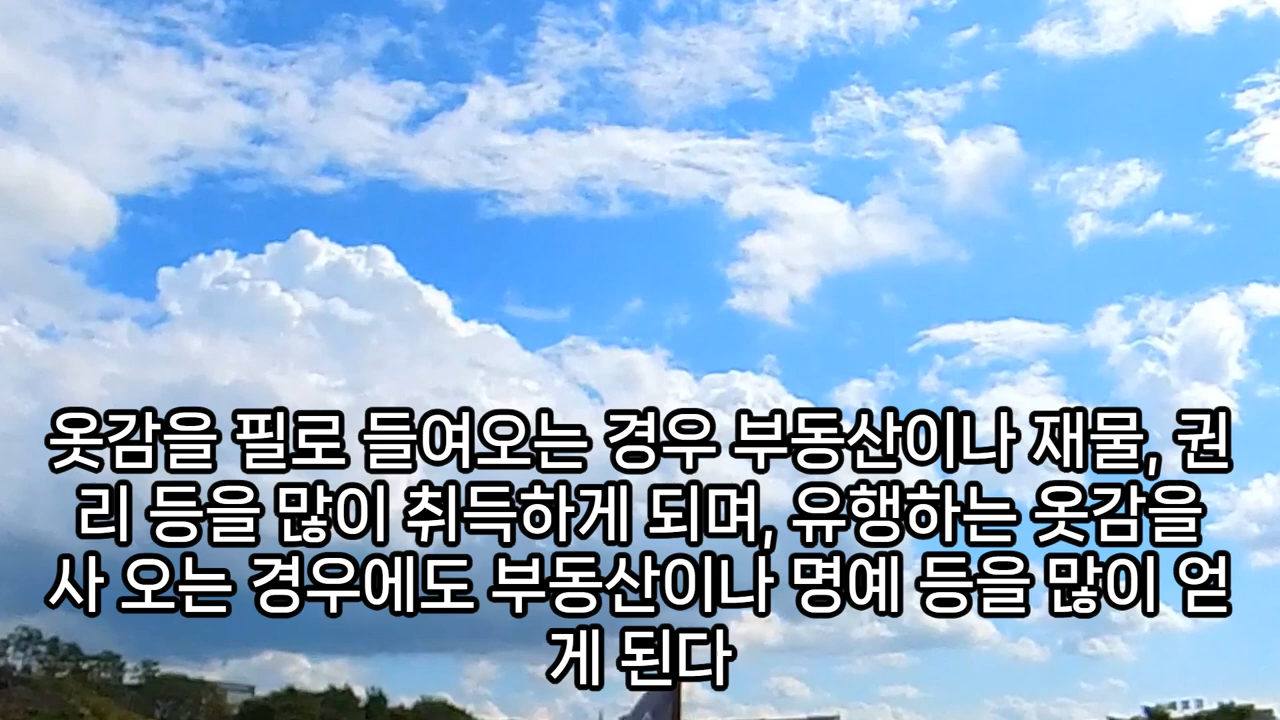 옷감을 필로 들여오는 경우 부동산이나 재물, 권
리 등을 많이 취득하게 되며, 유행하는 옷감을
사 오는 경우에도 부동산이나 명예 등을 많이 얻
게 된다